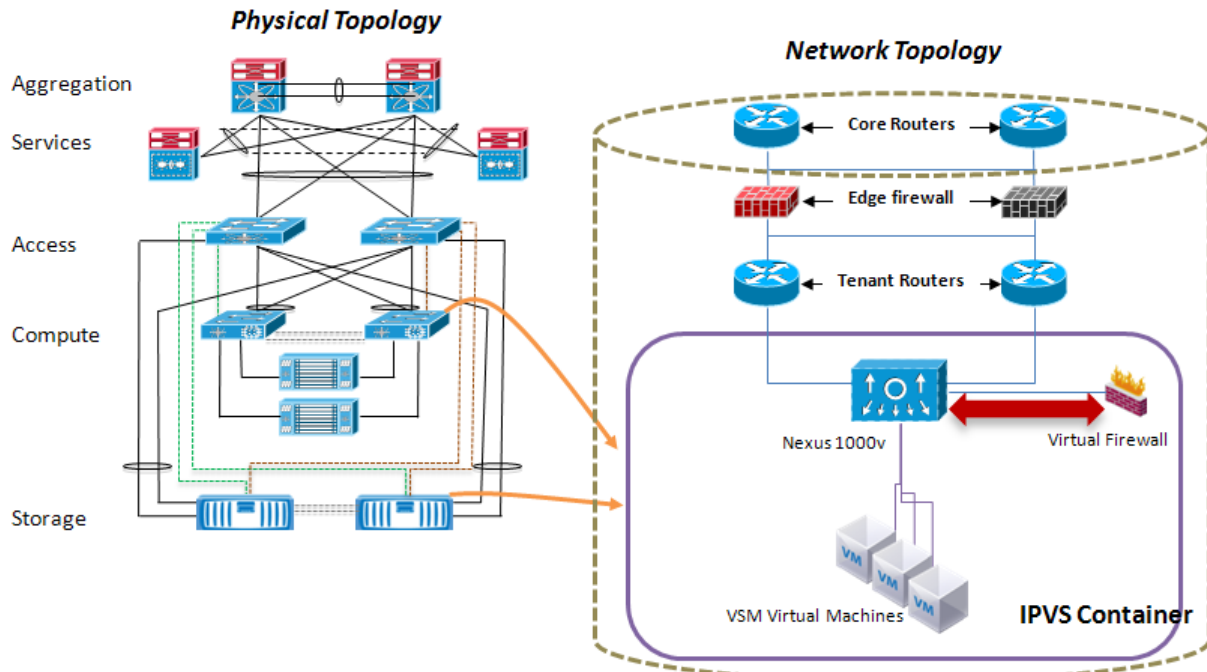 Physical Topology
Aggregation
Services
Access
Compute
Storage
Network Topology
Core Routers
Edge firewall
Tenant Routers
Nexus 1000v
Virtual Firewall
VM
VM
VM
VSM Virtual Machines
IPVS Container